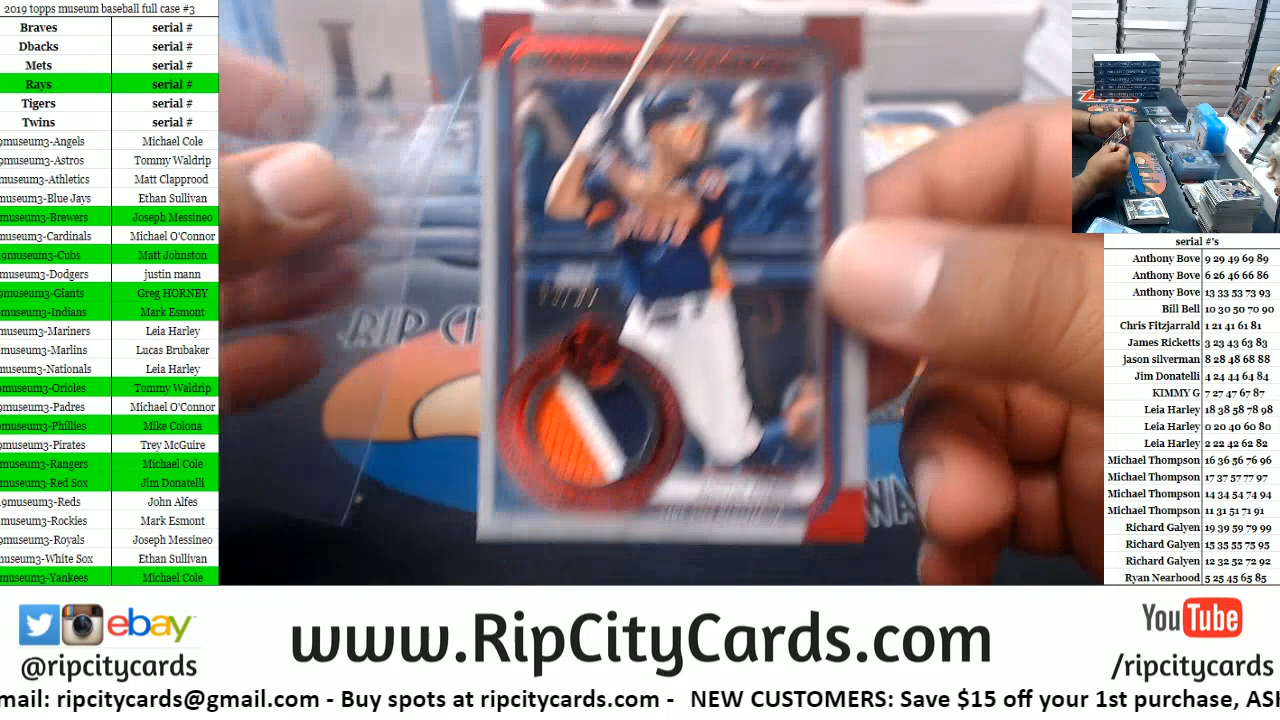 2019 topps museum baseball full case #3
Braves serial #
Dbacks serial #
Mets serial #
Rays serial #
Tigers serial #
Twins serial #
9museum3-Angels Michael Cole
9museum3-Astros Tommy Waldrip
museum3-Athletics Matt Clapprood
museum3-Blue Jays Ethan Sullivan
museum3-Brewers Joseph Messineo
museum3-Cardinals Michael O'Connor
9museum3-Cubs Matt Johnston
museum3-Dodgers justin mann
museum3-Giants Greg HORNBY
museum3-Indians Mark Esmont
museum3-Mariners Leia Harley
museum3-Marlins Lucas Brubaker
museum3-Nationals Leia Harley
museum3-Orioles Tommy Waldrip
museum3-Padres Michael O'Connor
museum3-Phillies Mike Colona
museum3-Pirates Trey McGuire
museum3-Rangers Michael Cole
museum3-Red Sox Jim Donatelli
9museum3-Reds John Alfes
museum3-Rockies Mark Esmont
museum3-Royals Joseph Messineo
museum3-White Sox Ethan Sullivan
museum3-Yankees Michael Cole
RIP CI
WA
serial #'s
Anthony Bove 9 29 49 69 89
Anthony Bove 6 26 46 66 86
Anthony Bove 13 33 53 73 93
Bill Bell 10 30 50 70 90
Chris Fitzjarrald 1 21 41 61 81
James Ricketts 3 23 43 63 83
jason silverman 8 28 48 68 88
Jim Donatelli 4 24 44 64 84
KIMMY G 7 27 47 67 87
Leia Harley 18 38 58 78 98
Leia Harley 0 20 40 60 80
Leia Harley 2 22 42 62 82
Michael Thompson 16 36 56 76 96
Michael Thompson 17 37 57 77 97
Michael Thompson 14 34 54 74 94
Michael Thompson 11 31 51 71 91
Richard Galyen 19 39 59 79 99
Richard Galyen 15 35 55 75 95
Richard Galyen 12 32 52 72 92
Ryan Nearhood 5 25 45 65 85
ebay
@ripcitycards
www.RipCityCards.com
YouTube
/ripcitycards
mail: ripcitycards@gmail.com - Buy spots at ripcitycards.com - NEW CUSTOMERS: Save $15 off your 1st purchase, ASK